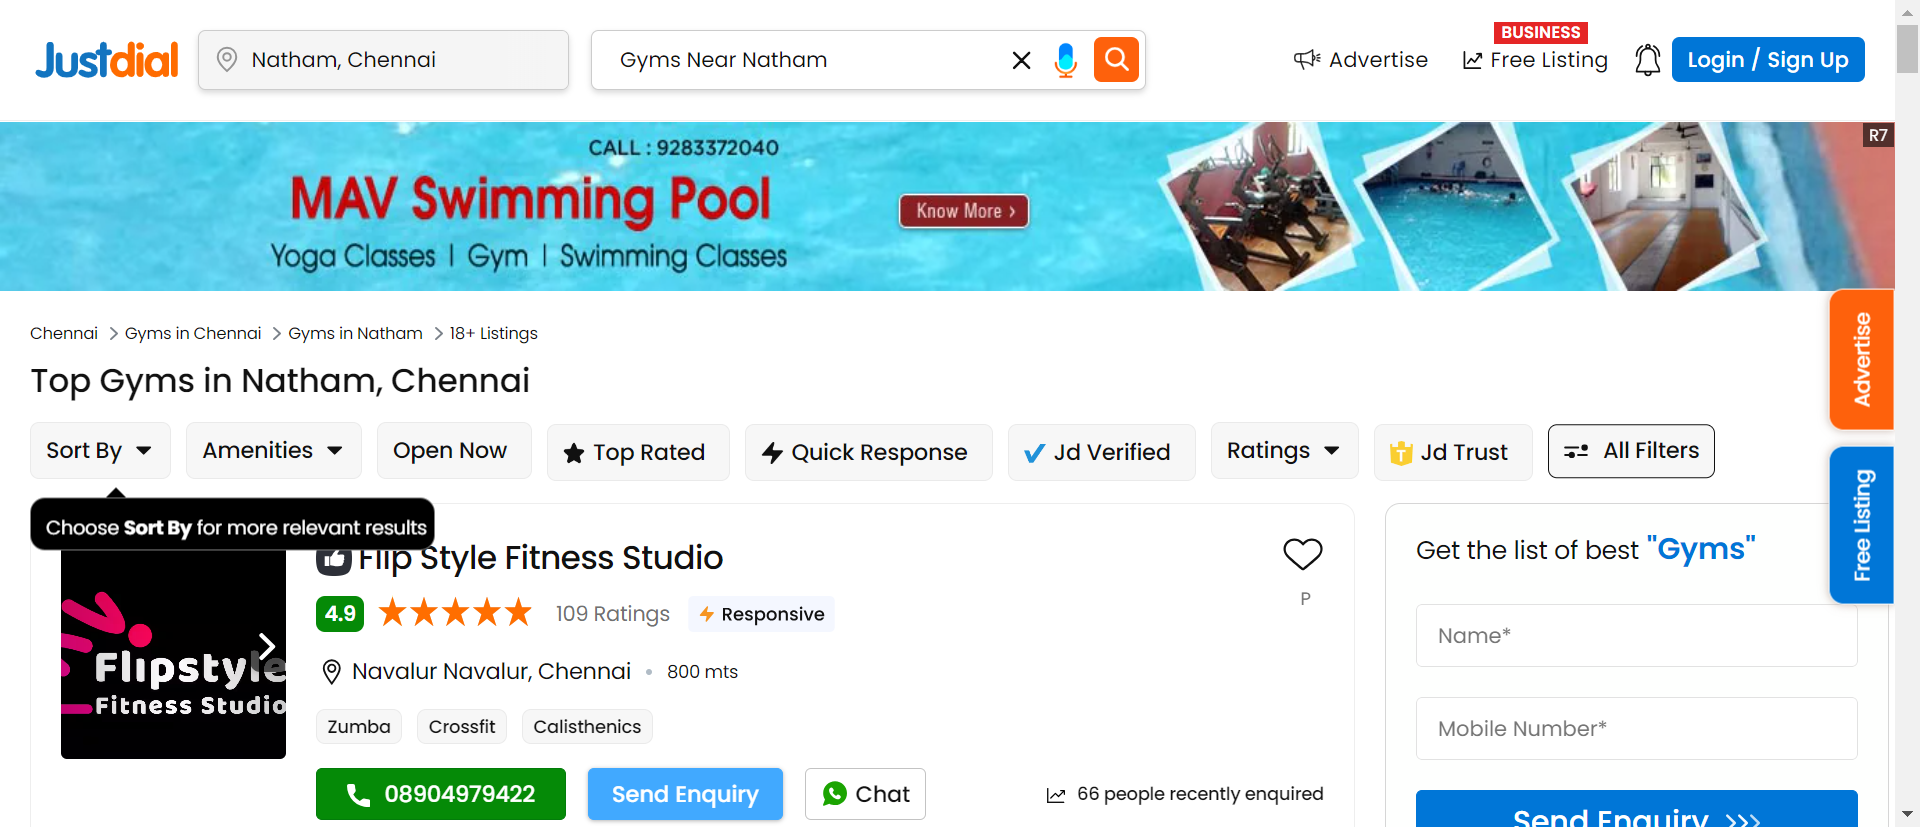 Justdial
Natham, Chennai
Gyms Near Natham
Advertise
BUSINESS
Free Listing
Login / Sign Up
R7
CALL : 9283372040
MAV Swimming Pool
Know More ›
Yoga Classes | Gym | Swimming Classes
Chennai > Gyms in Chennai > Gyms in Natham > 18+ Listings
Top Gyms in Natham, Chennai
Sort By
Amenities
Open Now
Top Rated
Quick Response
Jd Verified
Ratings
Jd Trust
All Filters
Advertise
Free Listing
Choose Sort By for more relevant results
Flip Style Fitness Studio
P
4.9
109 Ratings
Responsive
Navalur Navalur, Chennai • 800 mts
Zumba
Crossfit
Calisthenics
08904979422
Send Enquiry
Chat
66 people recently enquired
Flipstyle
Fitness Studio
Get the list of best "Gyms"
Name*
Mobile Number*
Send Enquiry >>>